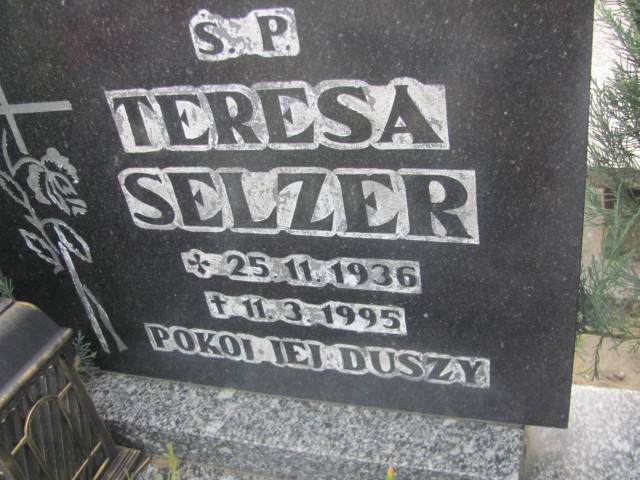 S. P.
TERESA
SELZER
✠ 25.11.1936
† 11.3.1995
POKOJ JEJ DUSZY